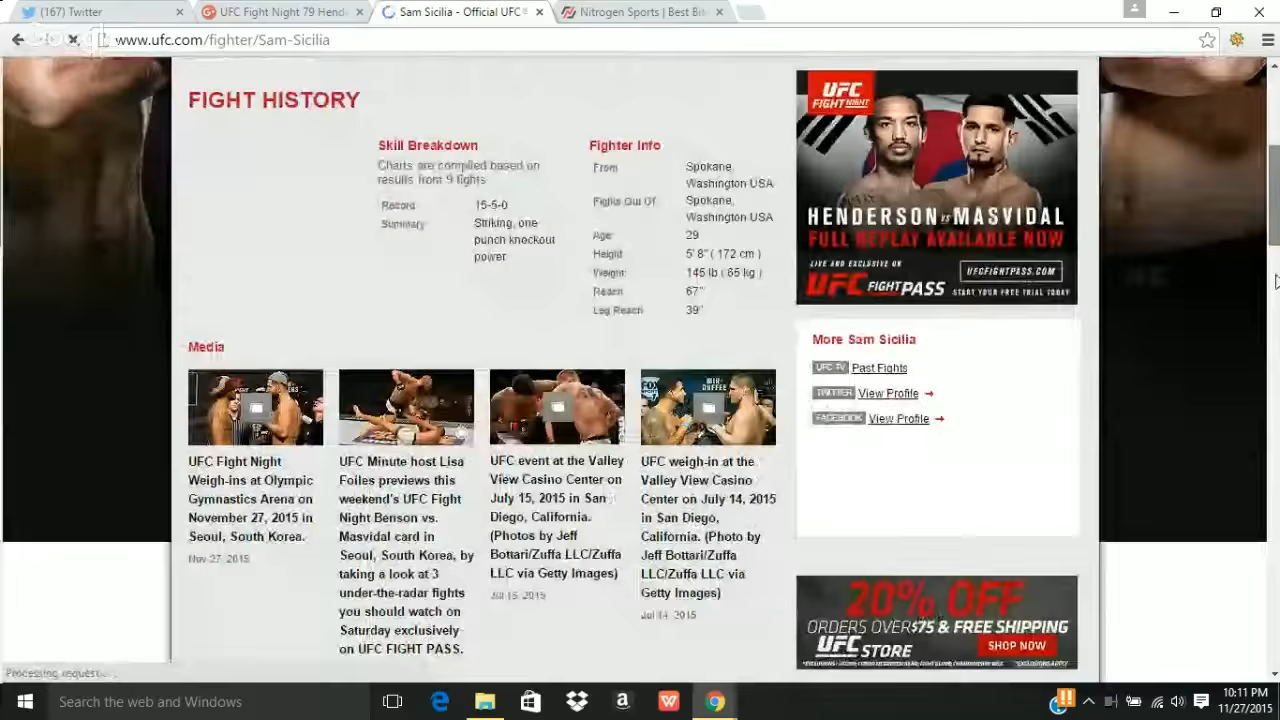 (167) Twitter
UFC Fight Night 79 Hende
Sam Sicilia - Official UFC®
Nitrogen Sports | Best Bit
www.ufc.com/fighter/Sam-Sicilia
FIGHT HISTORY
Skill Breakdown
Charts are compiled based on
results from 9 fights
Record 15-5-0
Summary Striking, one
punch knockout
power
Fighter Info
From Spokane,
Washington USA
Fights Out Of Spokane,
Washington USA
Age: 29
Height 5' 8" ( 172 cm )
Weight: 145 lb ( 65 kg )
Reach 67"
Leg Reach 39"
UFC
FIGHT NIGHT
HENDERSON VS MASVIDAL
FULL REPLAY AVAILABLE NOW
LIVE AND EXCLUSIVE ON
UFC FIGHT PASS
UFCFIGHTPASS.COM
START YOUR FREE TRIAL TODAY
Media
UFC Fight Night
Weigh-ins at Olympic
Gymnastics Arena on
November 27, 2015 in
Seoul, South Korea.
Nov 27, 2015
UFC Minute host Lisa
Foiles previews this
weekend's UFC Fight
Night Benson vs.
Masvidal card in
Seoul, South Korea, by
taking a look at 3
under-the-radar fights
you should watch on
Saturday exclusively
on UFC FIGHT PASS.
UFC event at the Valley
View Casino Center on
July 15, 2015 in San
Diego, California.
(Photos by Jeff
Bottari/Zuffa LLC/Zuffa
LLC via Getty Images)
Jul 15, 2015
UFC weigh-in at the
Valley View Casino
Center on July 14, 2015
in San Diego,
California. (Photo by
Jeff Bottari/Zuffa
LLC/Zuffa LLC via
Getty Images)
Jul 14, 2015
More Sam Sicilia
UFC TV Past Fights
TWITTER View Profile
FACEBOOK View Profile
20% OFF
ORDERS OVER $75 & FREE SHIPPING
UFC STORE
SHOP NOW
Processing request...
Search the web and Windows
10:11 PM
11/27/2015